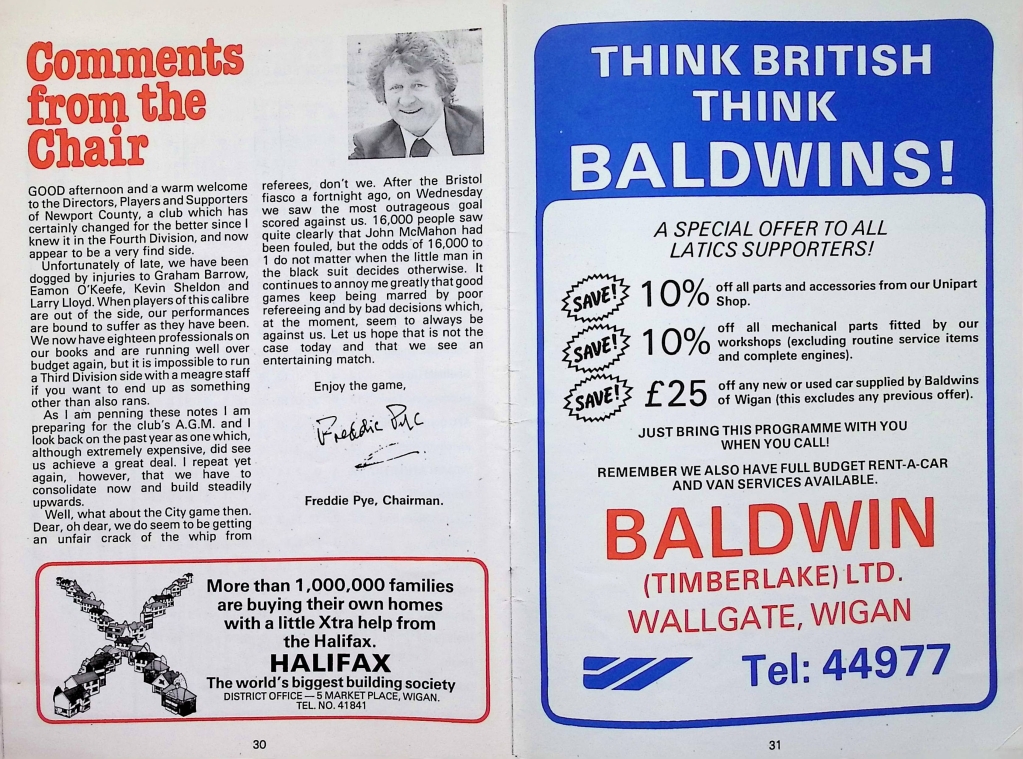 Comments
from the
Chair
GOOD afternoon and a warm welcome
to the Directors, Players and Supporters
of Newport County, a club which has
certainly changed for the better since I
knew it in the Fourth Division, and now
appear to be a very find side.
Unfortunately of late, we have been
dogged by injuries to Graham Barrow,
Eamon O'Keefe, Kevin Sheldon and
Larry Lloyd. When players of this calibre
are out of the side, our performances
are bound to suffer as they have been.
We now have eighteen professionals on
our books and are running well over
budget again, but it is impossible to run
a Third Division side with a meagre staff
if you want to end up as something
other than also rans.
As I am penning these notes I am
preparing for the club's A.G.M. and I
look back on the past year as one which,
although extremely expensive, did see
us achieve a great deal. I repeat yet
again, however, that we have to
consolidate now and build steadily
upwards.
Well, what about the City game then.
Dear, oh dear, we do seem to be getting
an unfair crack of the whip from
referees, don't we. After the Bristol
fiasco a fortnight ago, on Wednesday
we saw the most outrageous goal
scored against us. 16,000 people saw
quite clearly that John McMahon had
been fouled, but the odds of 16,000 to
1 do not matter when the little man in
the black suit decides otherwise. It
continues to annoy me greatly that good
games keep being marred by poor
refereeing and by bad decisions which,
at the moment, seem to always be
against us. Let us hope that is not the
case today and that we see an
entertaining match.
Enjoy the game,
Freddie Pye
Freddie Pye, Chairman.
More than 1,000,000 families
are buying their own homes
with a little Xtra help from
the Halifax.
HALIFAX
The world's biggest building society
DISTRICT OFFICE — 5 MARKET PLACE, WIGAN.
TEL. NO. 41841
30
THINK BRITISH
THINK
BALDWINS!
A SPECIAL OFFER TO ALL
LATICS SUPPORTERS!
SAVE! 10% off all parts and accessories from our Unipart
Shop.
SAVE! 10% off all mechanical parts fitted by our
workshops (excluding routine service items
and complete engines).
SAVE! £25 off any new or used car supplied by Baldwins
of Wigan (this excludes any previous offer).
JUST BRING THIS PROGRAMME WITH YOU
WHEN YOU CALL!
REMEMBER WE ALSO HAVE FULL BUDGET RENT-A-CAR
AND VAN SERVICES AVAILABLE.
BALDWIN
(TIMBERLAKE) LTD.
WALLGATE, WIGAN
Tel: 44977
31